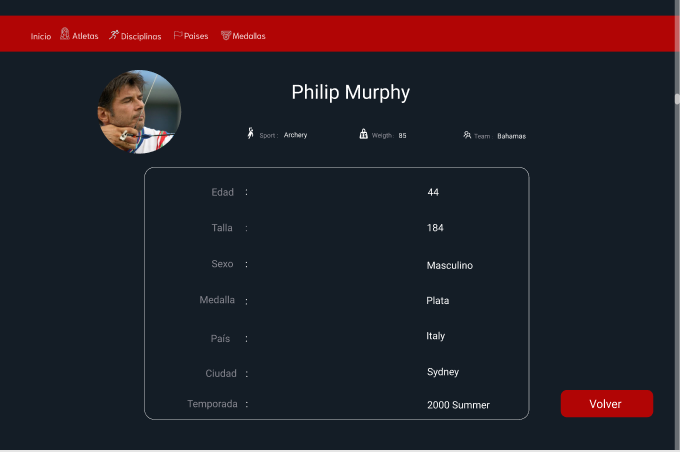 Inicio Atletas Disciplinas Paises Medallas
Philip Murphy
Sport : Archery Weigth : 85 Team : Bahamas
Edad : 44
Talla : 184
Sexo : Masculino
Medalla : Plata
País : Italy
Ciudad : Sydney
Temporada : 2000 Summer
Volver